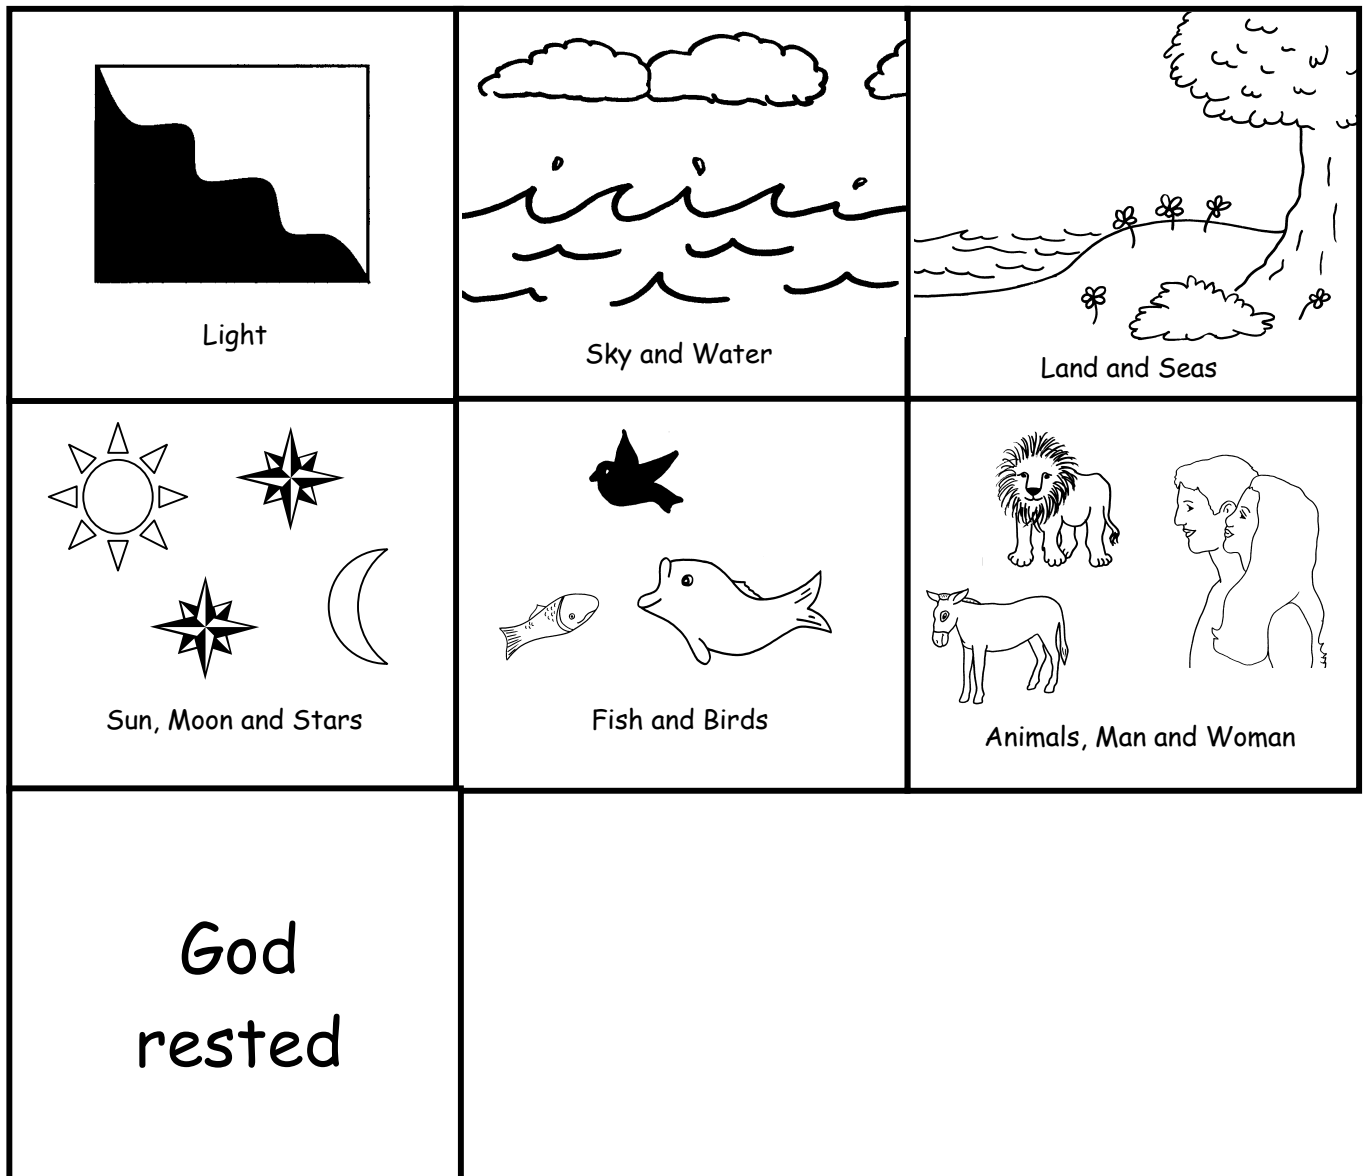 Light
Sky and Water
Land and Seas
Sun, Moon and Stars
Fish and Birds
Animals, Man and Woman
God
rested